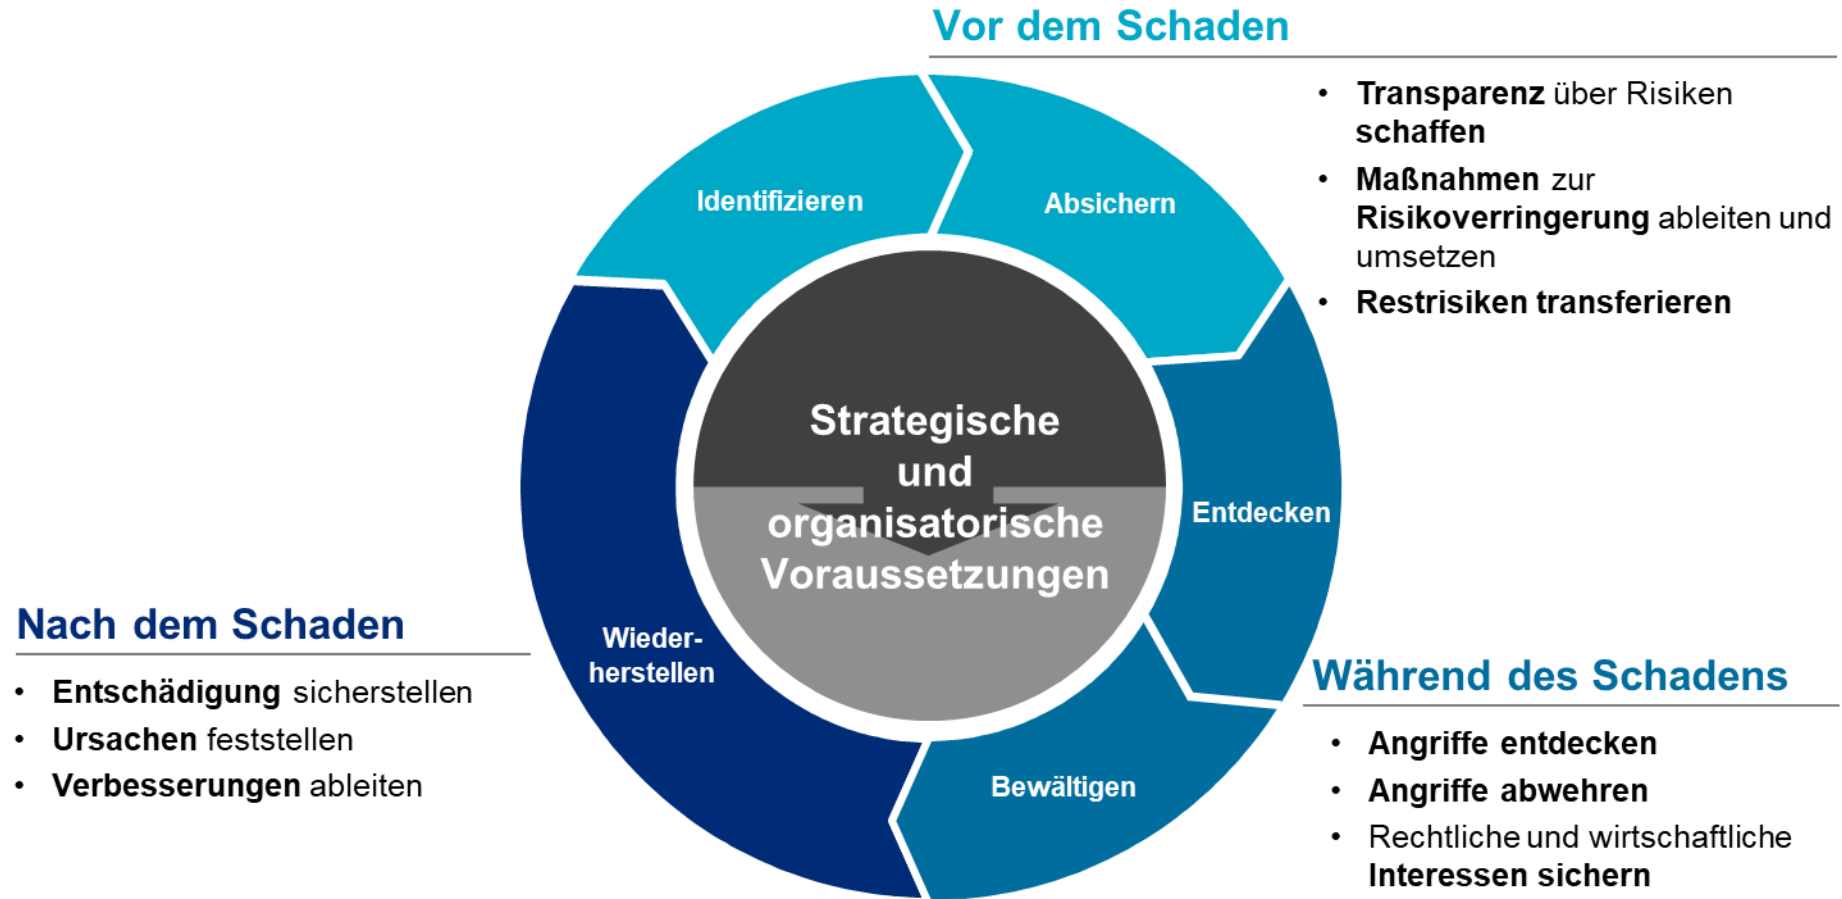 Vor dem Schaden
• Transparenz über Risiken
schaffen
• Maßnahmen zur
Risikoverringerung ableiten und
umsetzen
• Restrisiken transferieren
Identifizieren
Absichern
Strategische
und
organisatorische
Voraussetzungen
Entdecken
Wieder-
herstellen
Bewältigen
Nach dem Schaden
• Entschädigung sicherstellen
• Ursachen feststellen
• Verbesserungen ableiten
Während des Schadens
• Angriffe entdecken
• Angriffe abwehren
• Rechtliche und wirtschaftliche
Interessen sichern